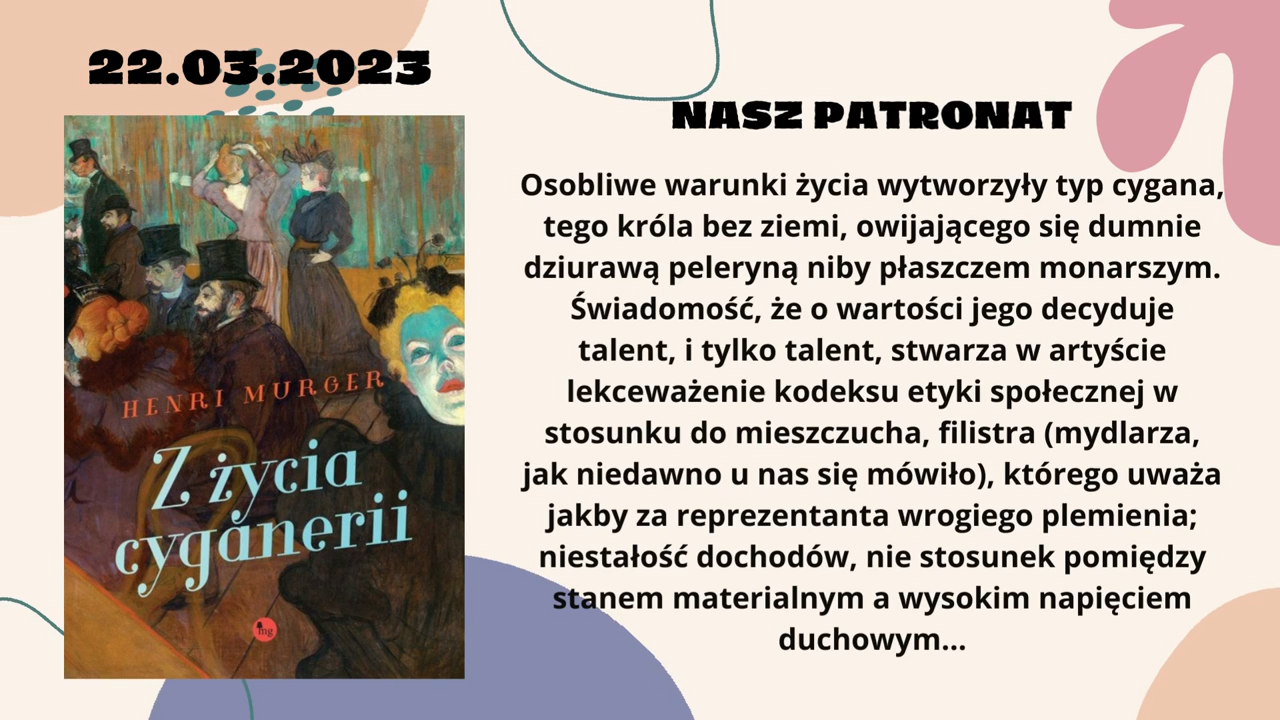 22.03.2023
HENRI MURGER
Z życia
cyganerii
mg
NASZ PATRONAT
Osobliwe warunki życia wytworzyły typ cygana,
tego króla bez ziemi, owijającego się dumnie
dziurawą peleryną niby płaszczem monarszym.
Świadomość, że o wartości jego decyduje
talent, i tylko talent, stwarza w artyście
lekceważenie kodeksu etyki społecznej w
stosunku do mieszczucha, filistra (mydlarza,
jak niedawno u nas się mówiło), którego uważa
jakby za reprezentanta wrogiego plemienia;
niestałość dochodów, nie stosunek pomiędzy
stanem materialnym a wysokim napięciem
duchowym...